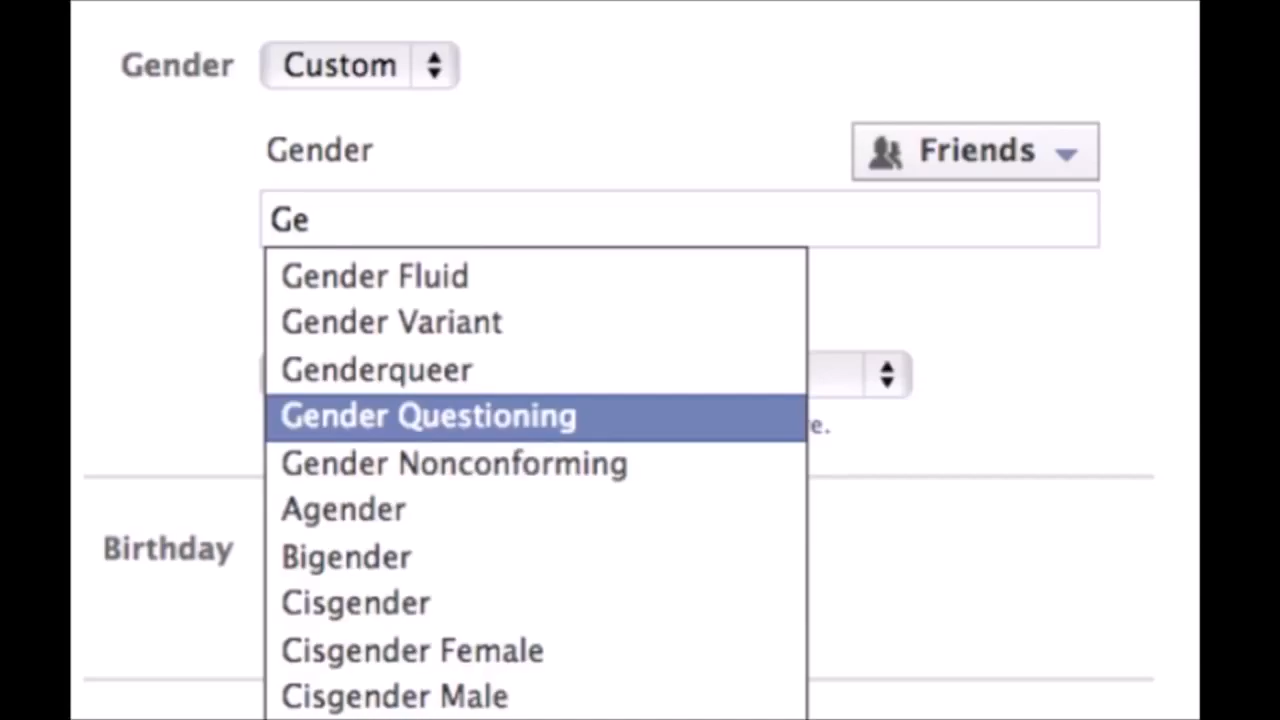 Gender Custom
Gender Friends
Ge
Gender Fluid
Gender Variant
Genderqueer
Gender Questioning
e.
Gender Nonconforming
Agender
Birthday
Bigender
Cisgender
Cisgender Female
Cisgender Male